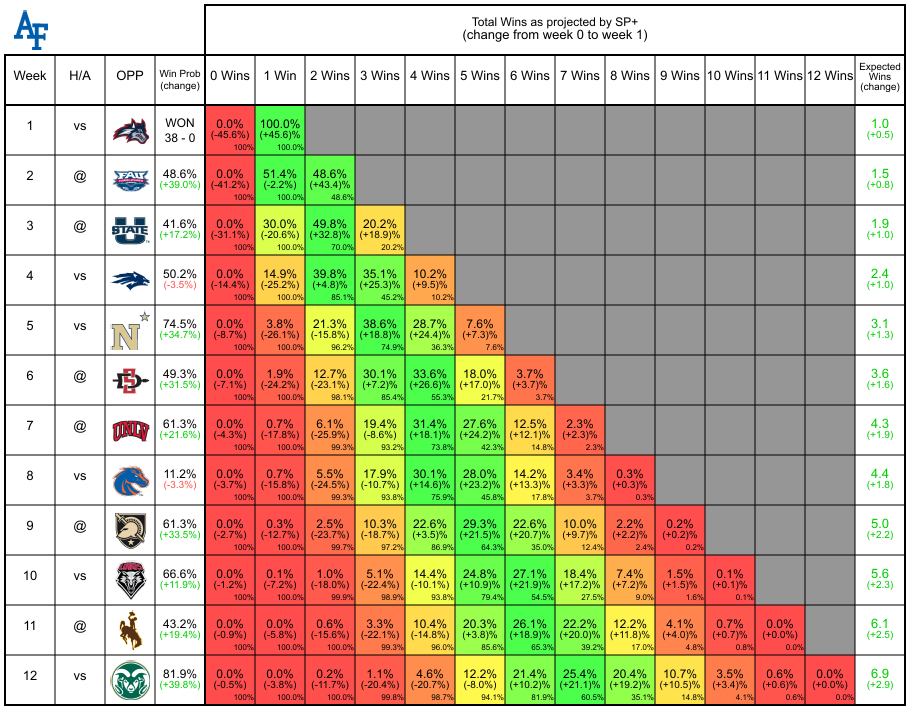 AF
Total Wins as projected by SP+
(change from week 0 to week 1)
Week H/A OPP Win Prob (change) 0 Wins 1 Win 2 Wins 3 Wins 4 Wins 5 Wins 6 Wins 7 Wins 8 Wins 9 Wins 10 Wins 11 Wins 12 Wins Expected Wins (change)
1 vs WON 0.0% 100.0% 1.0
38 - 0 (-45.6%) (+45.6)% (+0.5)
100% 100.0%
2 @ FAU 48.6% 0.0% 51.4% 48.6% 1.5
(+39.0%) (-41.2%) (-2.2%) (+43.4)% (+0.8)
100% 100.0% 48.6%
3 @ U STATE 41.6% 0.0% 30.0% 49.8% 20.2% 1.9
(+17.2%) (-31.1%) (-20.6%) (+32.8)% (+18.9)% (+1.0)
100% 100.0% 70.0% 20.2%
4 vs 50.2% 0.0% 14.9% 39.8% 35.1% 10.2% 2.4
(-3.5%) (-14.4%) (-25.2%) (+4.8)% (+25.3)% (+9.5)% (+1.0)
100% 100.0% 85.1% 45.2% 10.2%
5 vs N 74.5% 0.0% 3.8% 21.3% 38.6% 28.7% 7.6% 3.1
(+34.7%) (-8.7%) (-26.1%) (-15.8%) (+18.8)% (+24.4)% (+7.3)% (+1.3)
100% 100.0% 96.2% 74.9% 36.3% 7.6%
6 @ SD 49.3% 0.0% 1.9% 12.7% 30.1% 33.6% 18.0% 3.7% 3.6
(+31.5%) (-7.1%) (-24.2%) (-23.1%) (+7.2)% (+26.6)% (+17.0)% (+3.7)% (+1.6)
100% 100.0% 98.1% 85.4% 55.3% 21.7% 3.7%
7 @ UNLV 61.3% 0.0% 0.7% 6.1% 19.4% 31.4% 27.6% 12.5% 2.3% 4.3
(+21.6%) (-4.3%) (-17.8%) (-25.9%) (-8.6%) (+18.1)% (+24.2)% (+12.1)% (+2.3)% (+1.9)
100% 100.0% 99.3% 93.2% 73.8% 42.3% 14.8% 2.3%
8 vs 11.2% 0.0% 0.7% 5.5% 17.9% 30.1% 28.0% 14.2% 3.4% 0.3% 4.4
(-3.3%) (-3.7%) (-15.8%) (-24.5%) (-10.7%) (+14.6)% (+23.2)% (+13.3)% (+3.3)% (+0.3)% (+1.8)
100% 100.0% 99.3% 93.8% 75.9% 45.8% 17.8% 3.7% 0.3%
9 @ 61.3% 0.0% 0.3% 2.5% 10.3% 22.6% 29.3% 22.6% 10.0% 2.2% 0.2% 5.0
(+33.5%) (-2.7%) (-12.7%) (-23.7%) (-18.7%) (+3.5)% (+21.5)% (+20.7)% (+9.7)% (+2.2)% (+0.2)% (+2.2)
100% 100.0% 99.7% 97.2% 86.9% 64.3% 35.0% 12.4% 2.4% 0.2%
10 vs 66.6% 0.0% 0.1% 1.0% 5.1% 14.4% 24.8% 27.1% 18.4% 7.4% 1.5% 0.1% 5.6
(+11.9%) (-1.2%) (-7.2%) (-18.0%) (-22.4%) (-10.1%) (+10.9)% (+21.9)% (+17.2)% (+7.2)% (+1.5)% (+0.1)% (+2.3)
100% 100.0% 99.9% 98.9% 93.8% 79.4% 54.5% 27.5% 9.0% 1.6% 0.1%
11 @ 43.2% 0.0% 0.0% 0.6% 3.3% 10.4% 20.3% 26.1% 22.2% 12.2% 4.1% 0.7% 0.0% 6.1
(+19.4%) (-0.9%) (-5.8%) (-15.6%) (-22.1%) (-14.8%) (+3.8)% (+18.9)% (+20.0)% (+11.8)% (+4.0)% (+0.7)% (+0.0)% (+2.5)
100% 100.0% 100.0% 99.3% 96.0% 85.6% 65.3% 39.2% 17.0% 4.8% 0.8% 0.0%
12 vs 81.9% 0.0% 0.0% 0.2% 1.1% 4.6% 12.2% 21.4% 25.4% 20.4% 10.7% 3.5% 0.6% 0.0% 6.9
(+39.8%) (-0.5%) (-3.8%) (-11.7%) (-20.4%) (-20.7%) (-8.0%) (+10.2)% (+21.1)% (+19.2)% (+10.5)% (+3.4)% (+0.6)% (+0.0)% (+2.9)
100% 100.0% 100.0% 99.8% 98.7% 94.1% 81.9% 60.5% 35.1% 14.8% 4.1% 0.6% 0.0%